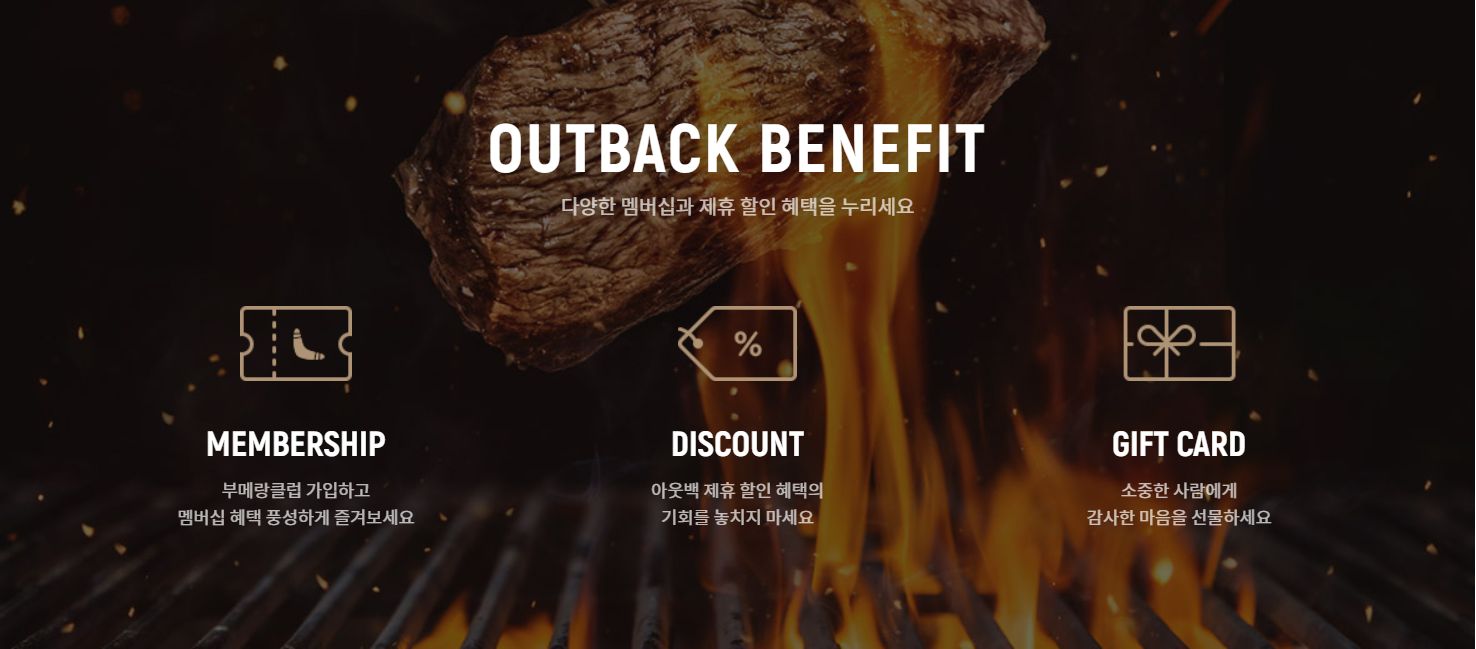 OUTBACK BENEFIT
다양한 멤버십과 제휴 할인 혜택을 누리세요
%
MEMBERSHIP
부메랑클럽 가입하고
멤버십 혜택 풍성하게 즐겨보세요
DISCOUNT
아웃백 제휴 할인 혜택의
기회를 놓치지 마세요
GIFT CARD
소중한 사람에게
감사한 마음을 선물하세요